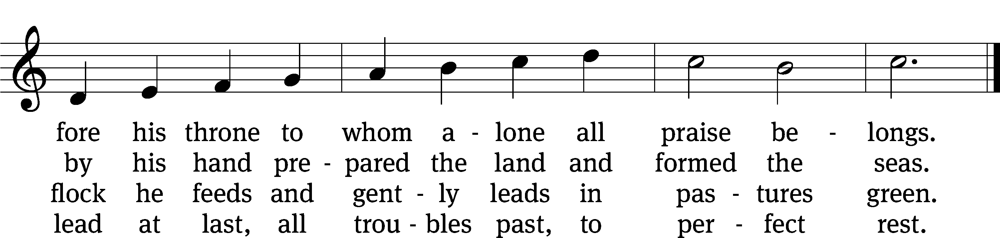 fore his throne to whom a - lone all praise be - longs.
by his hand pre - pared the land and formed the seas.
flock he feeds and gent - ly leads in pas - tures green.
lead at last, all trou - bles past, to per - fect rest.